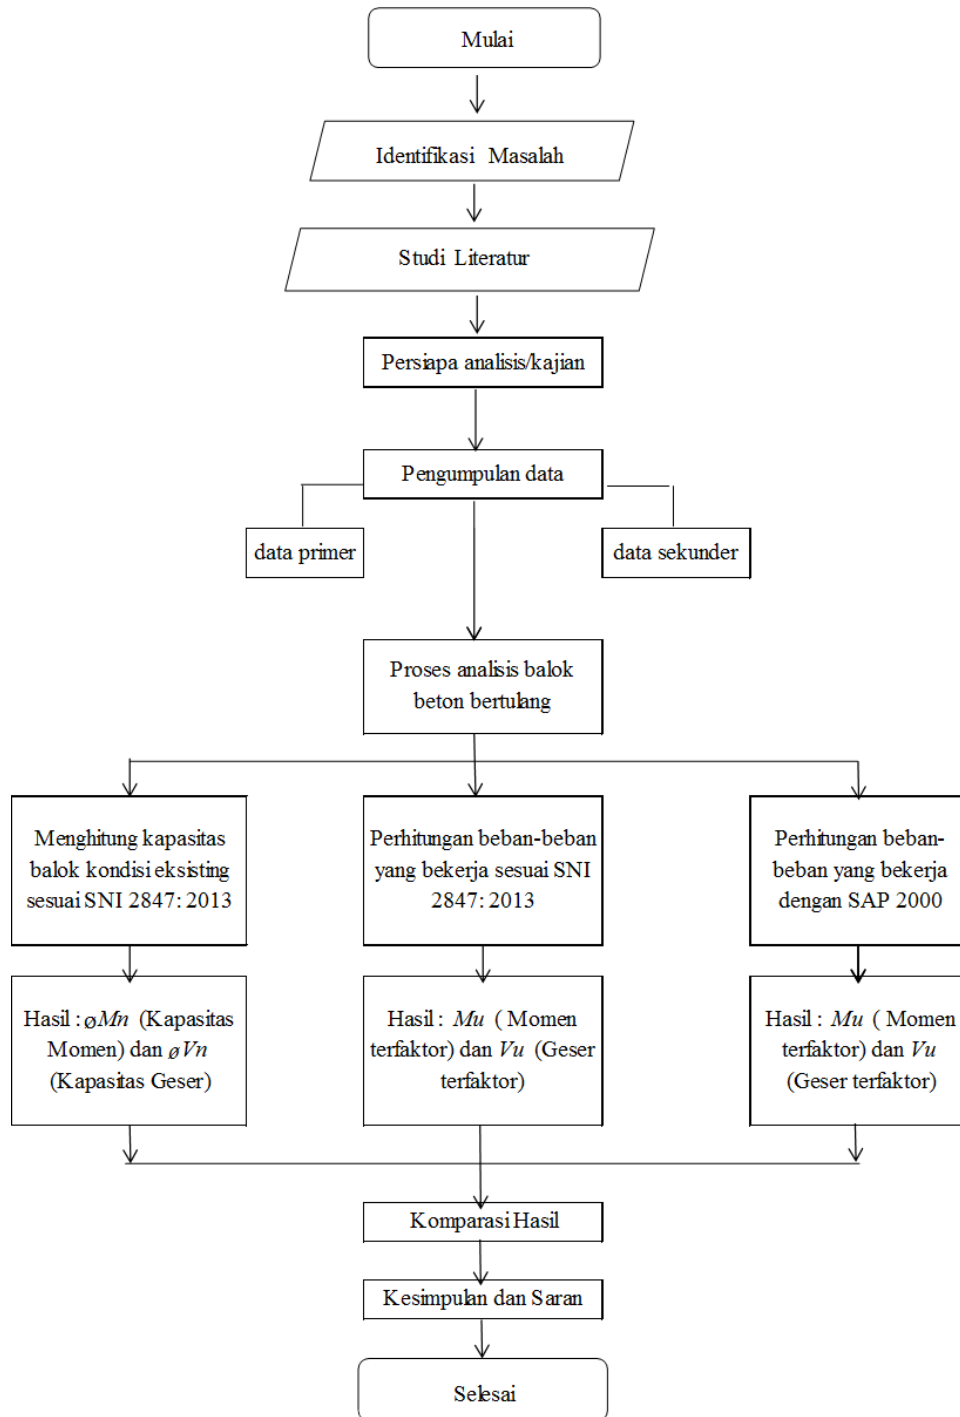 Mulai
Identifikasi Masalah
Studi Literatur
Persiapa analisis/kajian
Pengumpulan data
data primer
data sekunder
Proses analisis balok
beton bertulang
Menghitung kapasitas
balok kondisi eksisting
sesuai SNI 2847: 2013
Perhitungan beban-beban
yang bekerja sesuai SNI
2847: 2013
Perhitungan beban-
beban yang bekerja
dengan SAP 2000
Hasil : øMn (Kapasitas
Momen) dan øVn
(Kapasitas Geser)
Hasil : Mu ( Momen
terfaktor) dan Vu (Geser
terfaktor)
Hasil : Mu ( Momen
terfaktor) dan Vu
(Geser terfaktor)
Komparasi Hasil
Kesimpulan dan Saran
Selesai